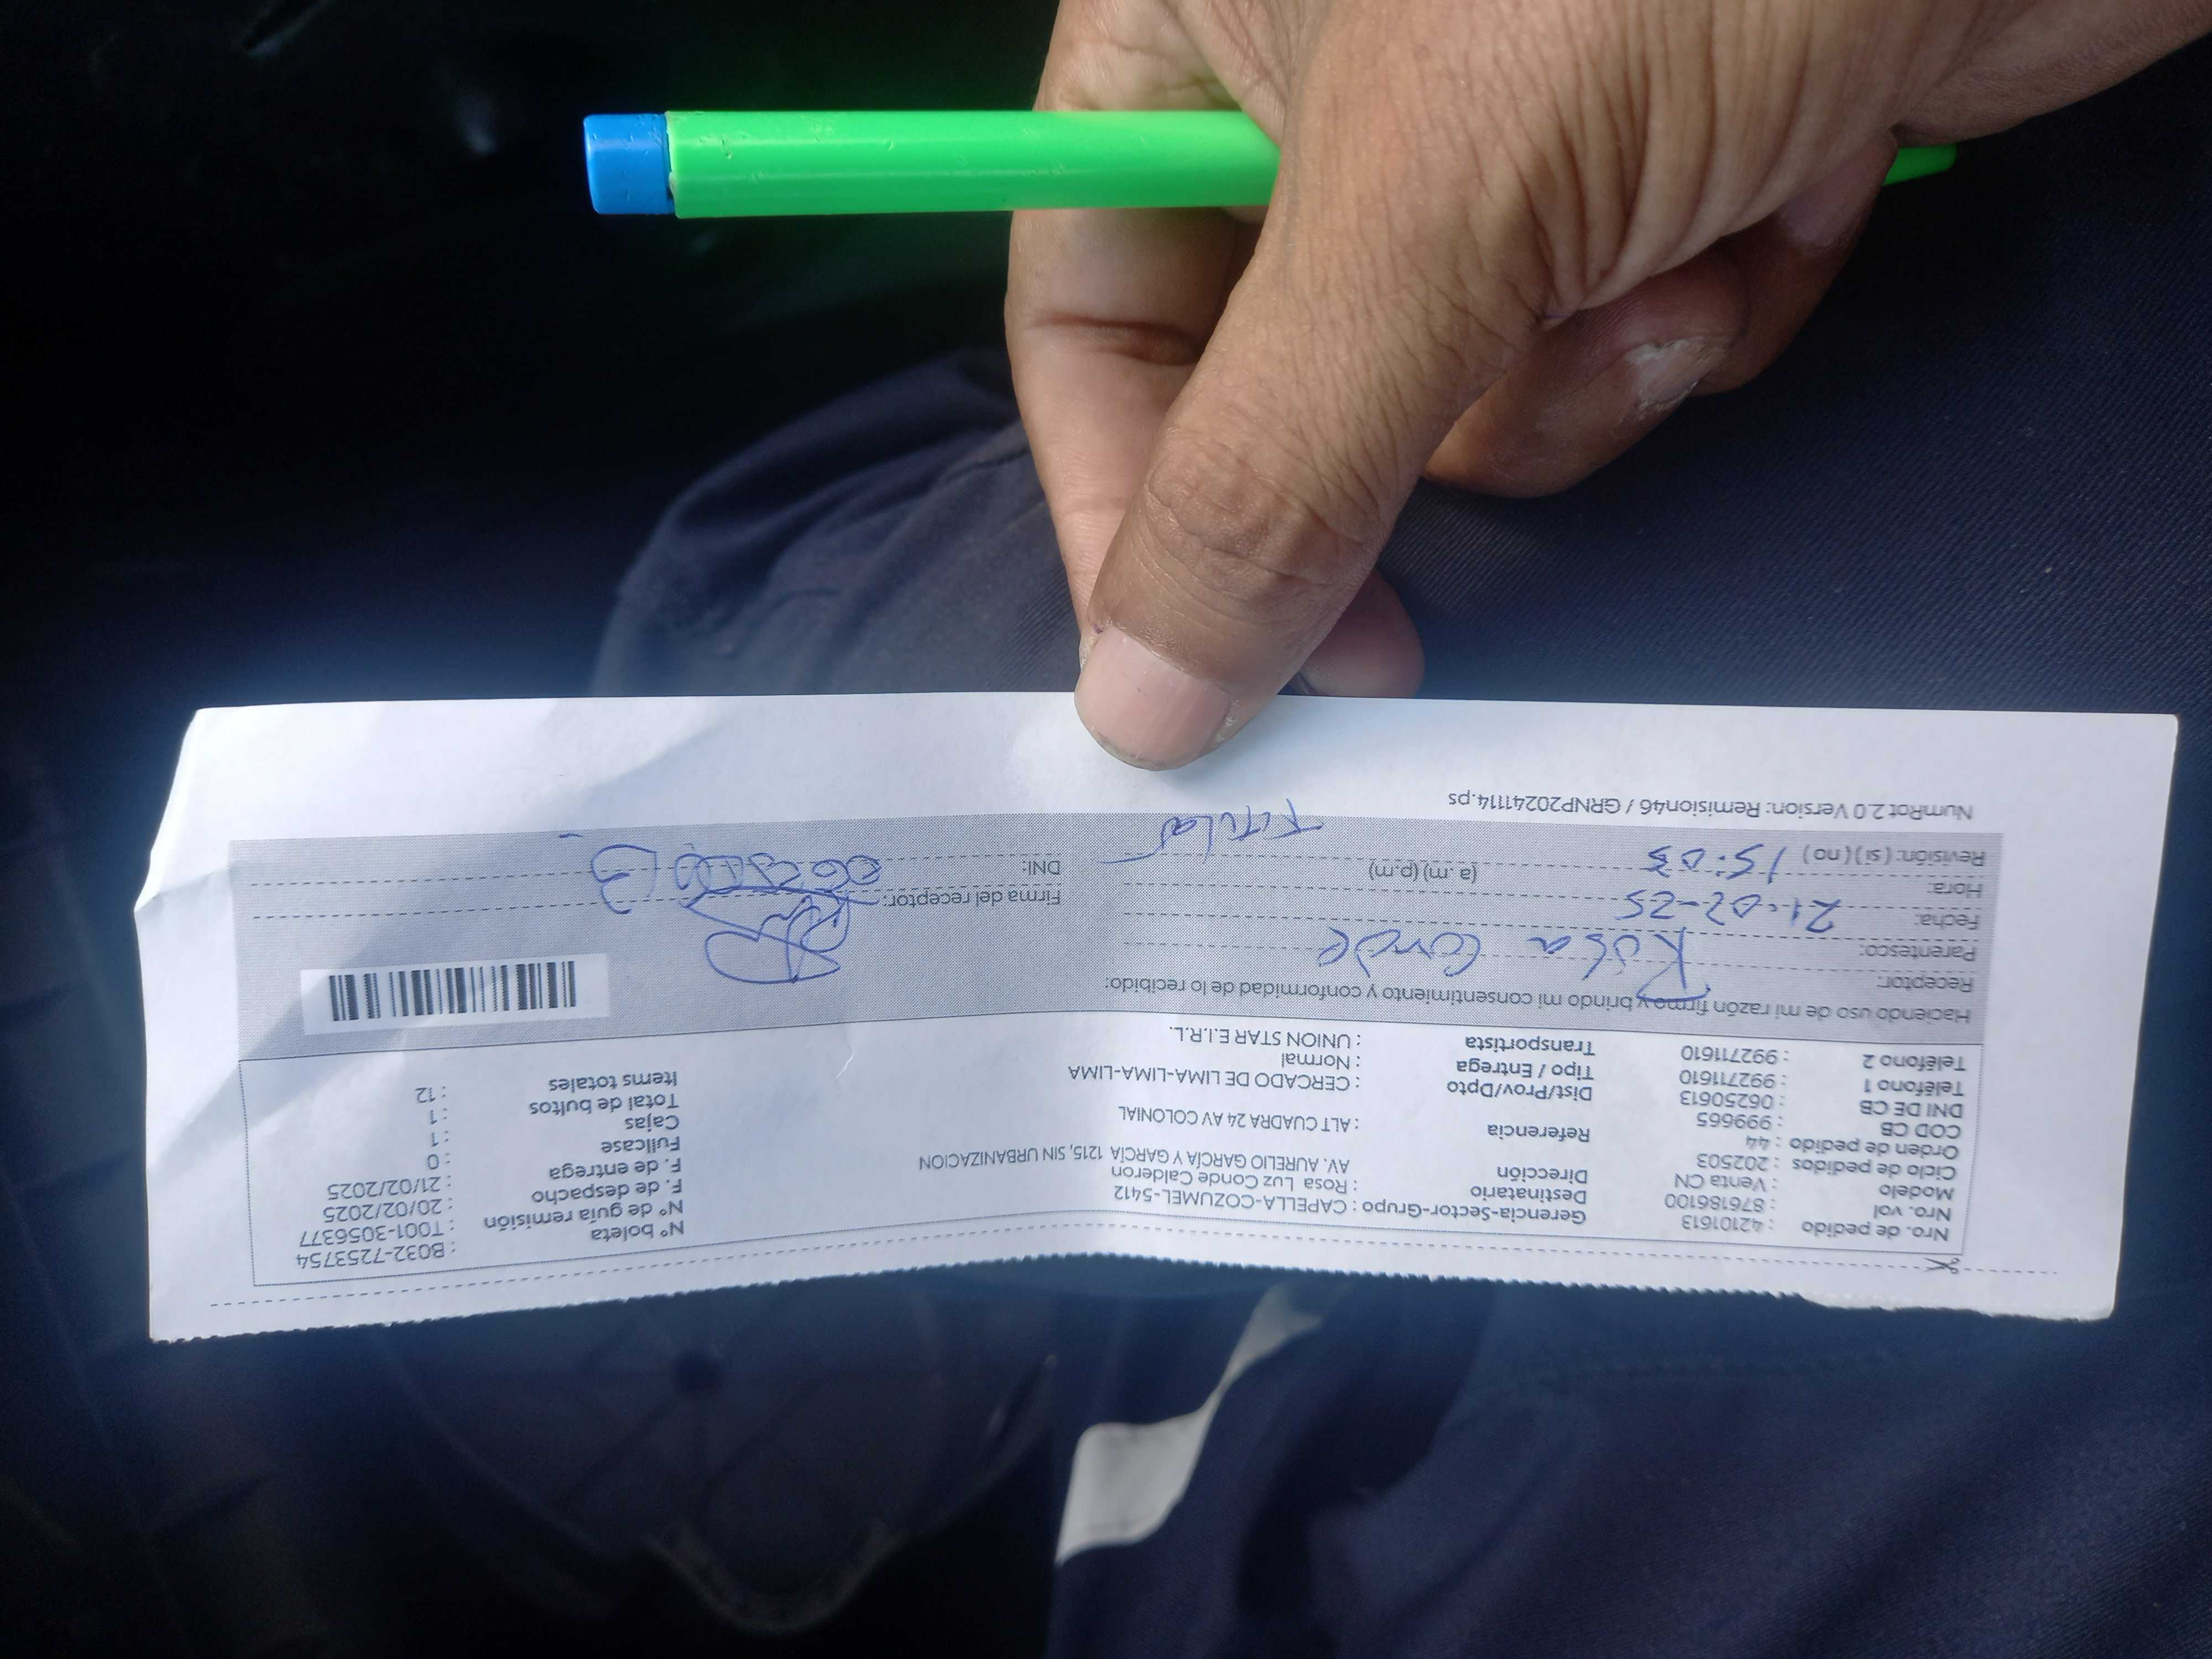 Nro. de pedido : 42101613 Gerencia-Sector-Grupo : CAPELLA-COZUMEL-5412 N° boleta : B032-7253754
Nro. vol : 876186100 Destinatario : Rosa Luz Conde Calderon N° de guía remisión : T001-3056377
Modelo : Venta CN Dirección AV. AURELIO GARCÍA Y GARCÍA 1215, SIN URBANIZACION F. de despacho : 20/02/2025
Ciclo de pedidos : 202503 F. de entrega : 21/02/2025
Orden de pedido : 44 Referencia : ALT CUADRA 24 AV COLONIAL Fullcase : 0
COD CB : 999665 Cajas : 1
DNI DE CB : 06250613 Dist/Prov/Dpto : CERCADO DE LIMA-LIMA-LIMA Total de bultos : 1
Teléfono 1 : 992711610 Tipo / Entrega : Normal Items totales : 12
Teléfono 2 : 992711610 Transportista : UNION STAR E.I.R.L.
Haciendo uso de mi razón firmo y brindo mi consentimiento y conformidad de lo recibido:
Receptor: Rosa Conde
Parentesco:
Fecha: 21-02-25 Firma del receptor:
Hora: 15:03 (a. m) (p.m) DNI:
Revisión: ( si ) ( no ) Titular
NumRot 2.0 Version: Remision46 / GRNP20241114.ps